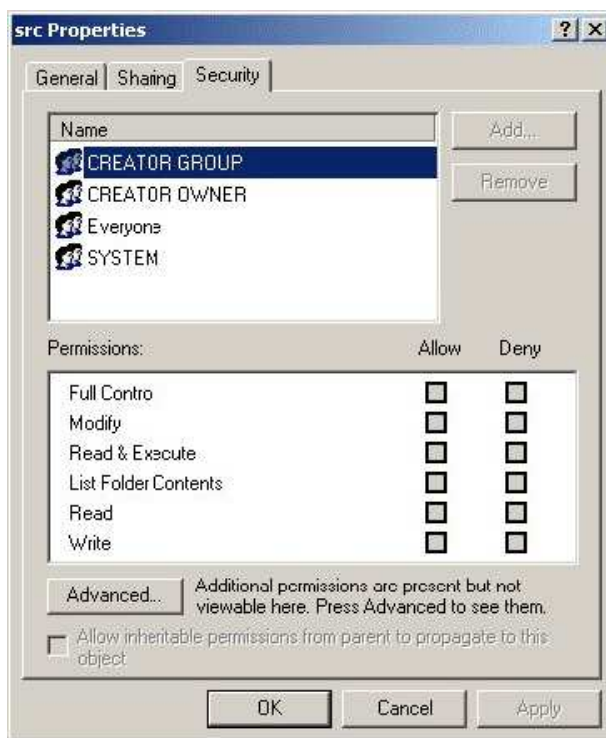 src Properties
? ×
General Sharing Security
Name
CREATOR GROUP
CREATOR OWNER
Everyone
SYSTEM
Add...
Remove
Permissions: Allow Deny
Full Contro
Modify
Read & Execute
List Folder Contents
Read
Write
Advanced...
Additional permissions are present but not
viewable here. Press Advanced to see them.
Allow inheritable permissions from parent to propagate to this
object
OK Cancel Apply